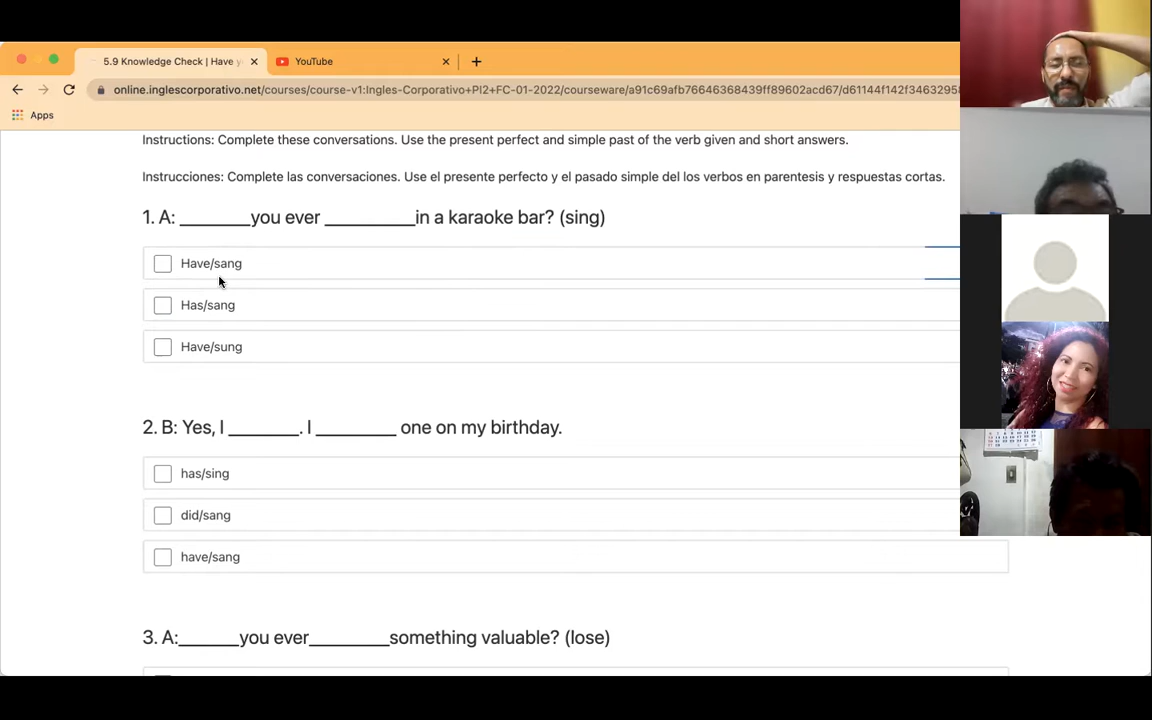 5.9 Knowledge Check | Have y
YouTube
online.inglescorporativo.net/courses/course-v1:Ingles-Corporativo+PI2+FC-01-2022/courseware/a91c69afb76646368439ff89602acd67/d61144f142f3463295
Apps
Instructions: Complete these conversations. Use the present perfect and simple past of the verb given and short answers.
Instrucciones: Complete las conversaciones. Use el presente perfecto y el pasado simple del los verbos en parentesis y respuestas cortas.
1. A: ________you ever __________in a karaoke bar? (sing)
Have/sang
Has/sang
Have/sung
2. B: Yes, I ________. I _________ one on my birthday.
has/sing
did/sang
have/sang
3. A:_______you ever_________something valuable? (lose)